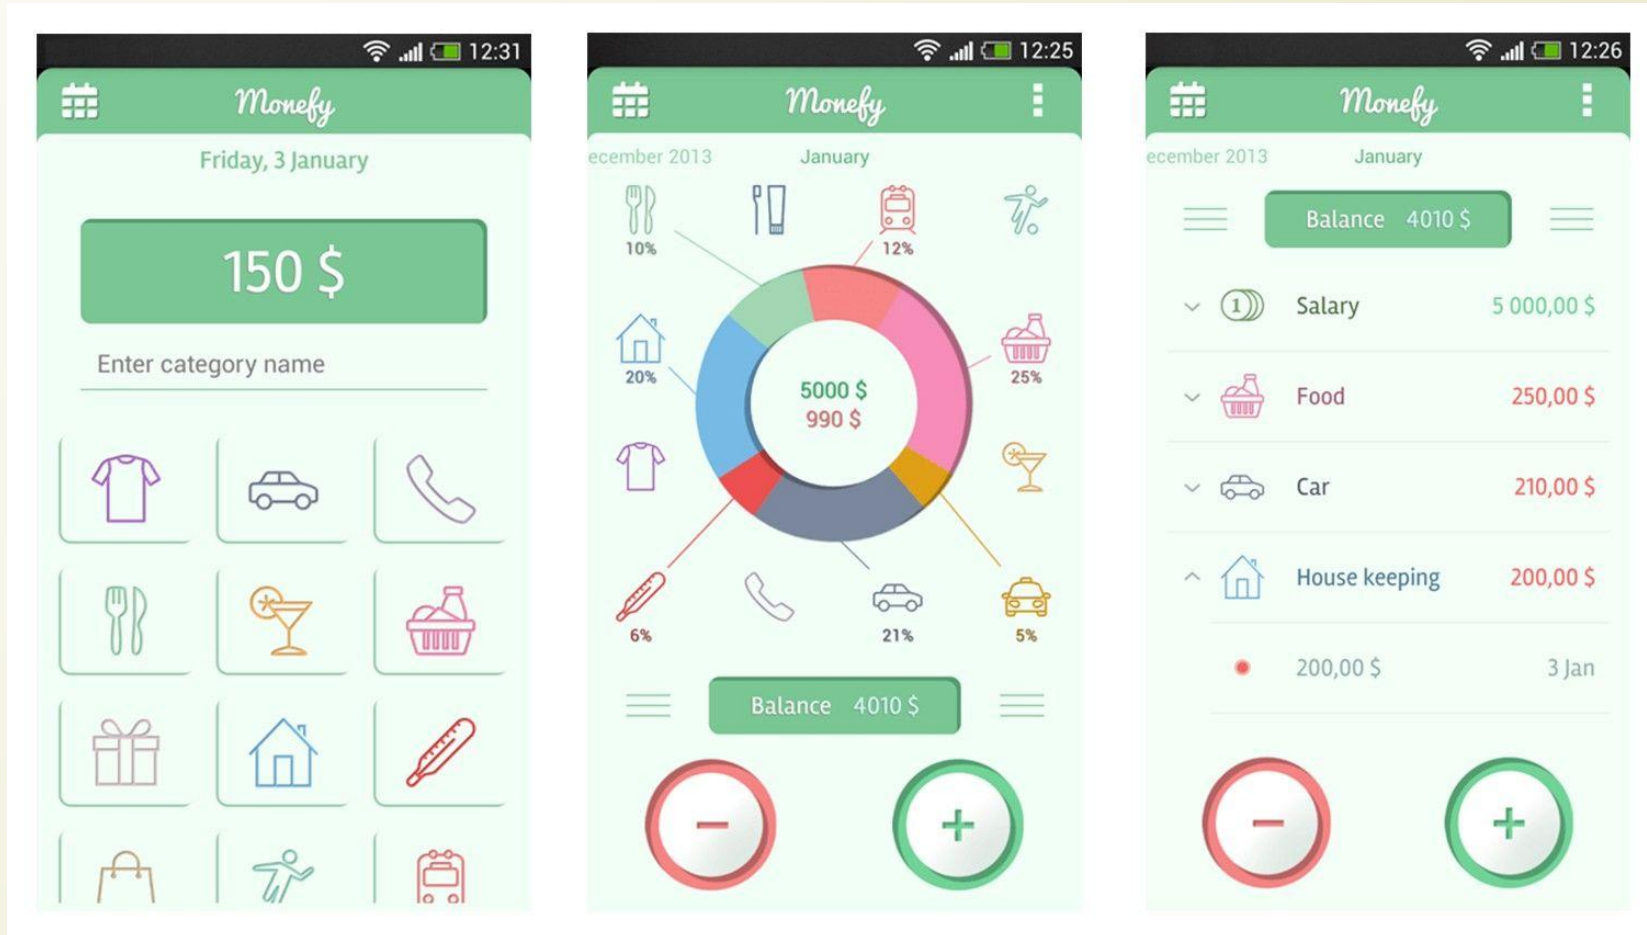 12:31
Monefy
Friday, 3 January
150 $
Enter category name
12:25
Monefy
ecember 2013 January
10%
12%
20%
25%
5000 $
990 $
6%
21%
5%
Balance 4010 $
−
+
12:26
Monefy
ecember 2013 January
Balance 4010 $
1 Salary 5 000,00 $
Food 250,00 $
Car 210,00 $
House keeping 200,00 $
200,00 $ 3 Jan
−
+